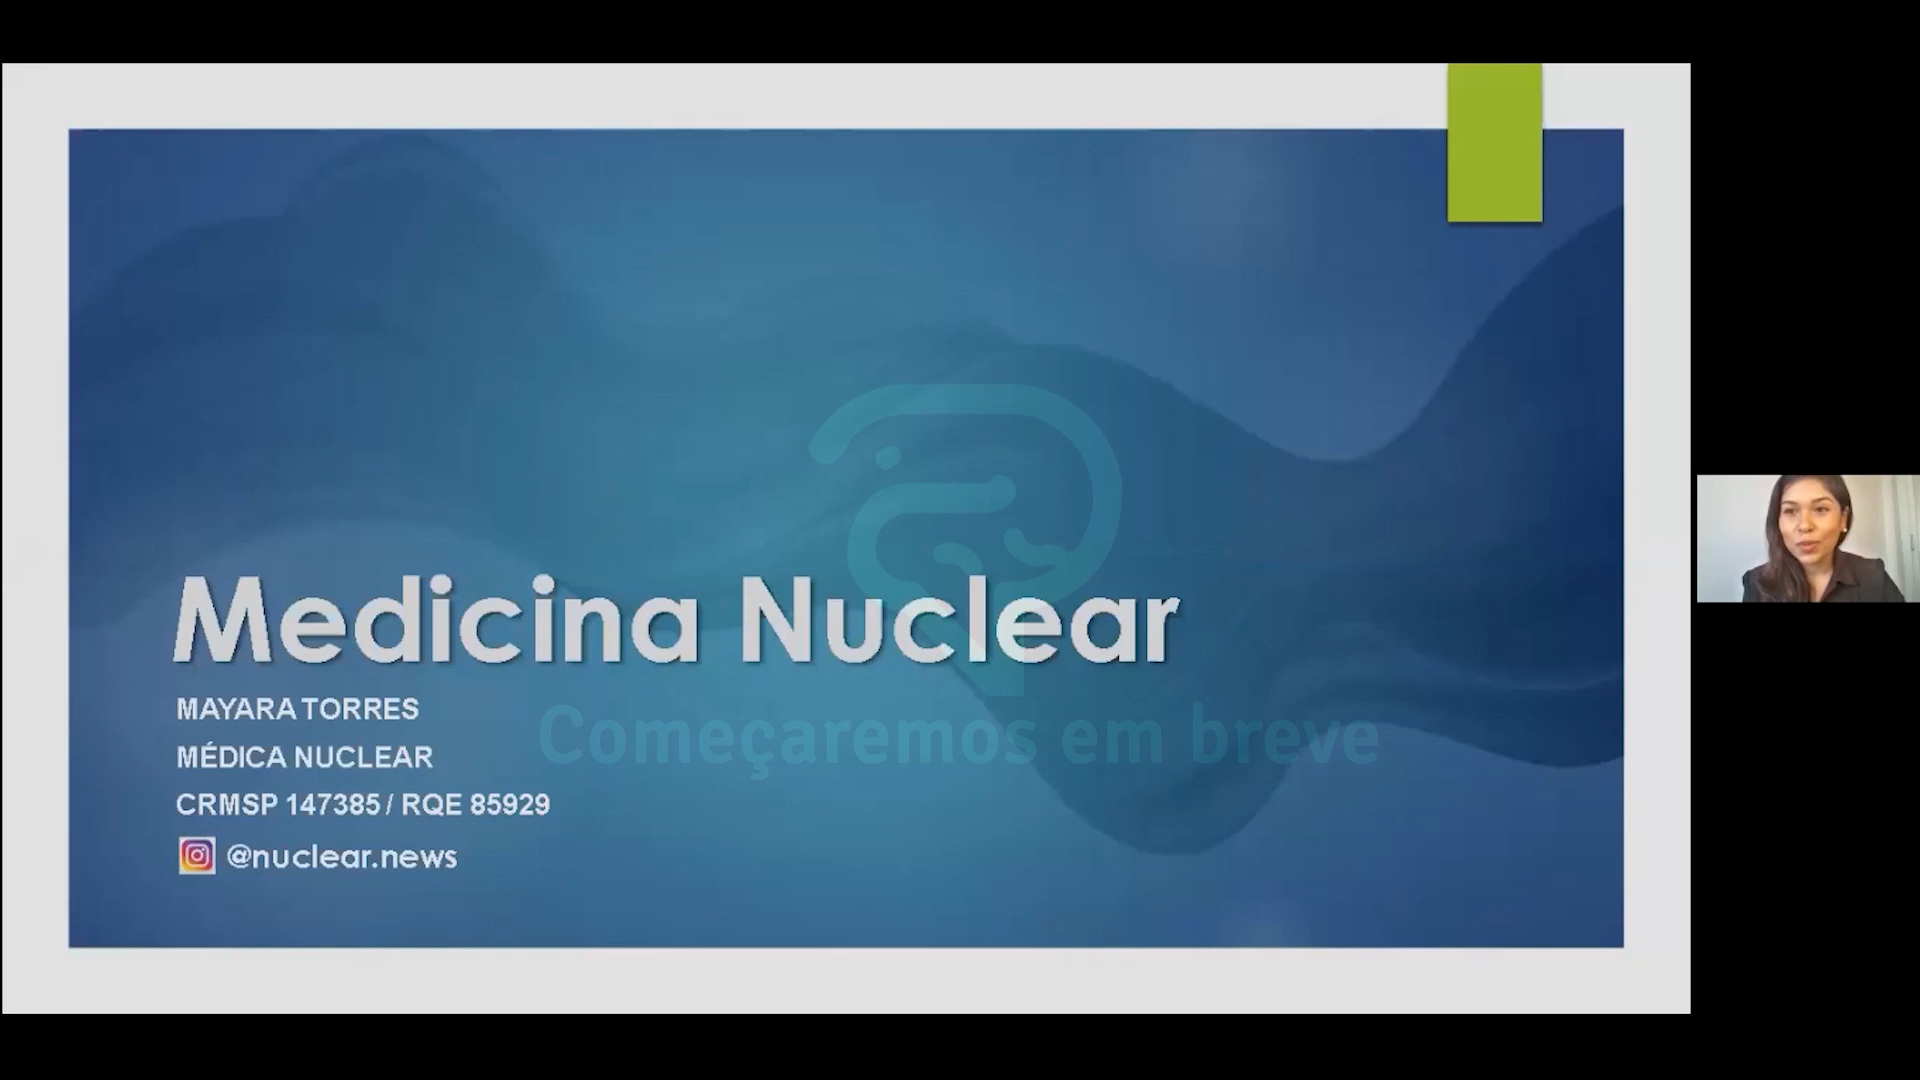 Medicina Nuclear
MAYARA TORRES
Começaremos em breve
MÉDICA NUCLEAR
CRMSP 147385 / RQE 85929
@nuclear.news